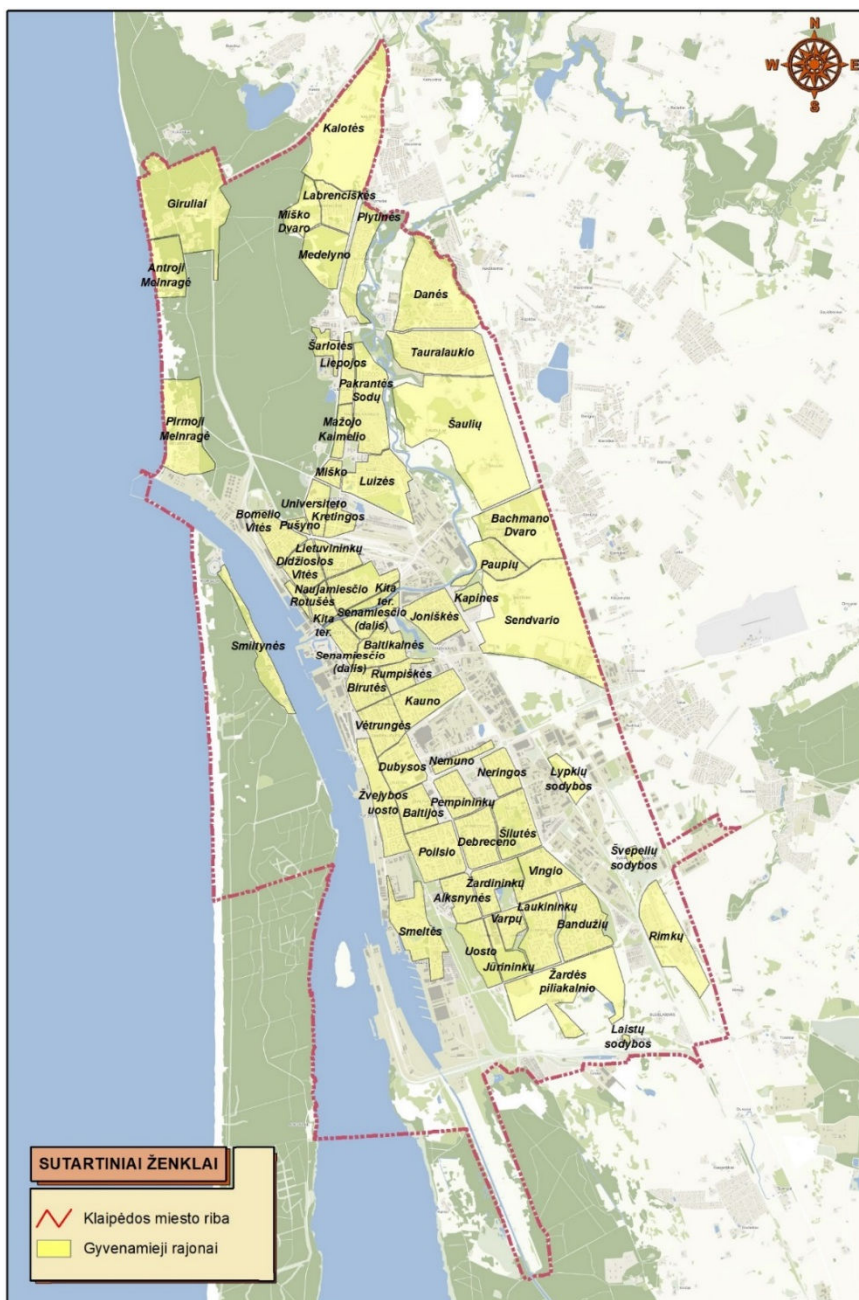 N
W E
S
Kalotės
Giruliai
Labrenciškės
Miško
Dvaro
Plytinės
Medelyno
Antroji
Melnragė
Danės
Šarlotės
Liepojos
Tauralaukio
Pakrantės
Sodų
Pirmoji
Melnragė
Mažojo
Kaimelio
Šaulių
Miško
Luizės
Universiteto
Kretingos
Bomelio
Vitės
Pušyno
Bachmano
Dvaro
Lietuvininkų
Didžiosios
Vitės
Paupių
Naujamiesčio
Rotušės
Kita
ter.
Kapinės
Kita
ter.
Senamiesčio
(dalis)
Joniškės
Sendvario
Smiltynės
Baltikalnės
Senamiesčio
(dalis)
Rumpiškės
Birutės
Kauno
Vėtrungės
Dubysos
Nemuno
Neringos
Lypkių
sodybos
Žvejybos
uosto
Baltijos
Pempininkų
Poilsio
Debreceno
Šilutės
Švepelių
sodybos
Vingio
Žardininkų
Alksnynės
Laukininkų
Varpų
Bandužių
Smeltės
Rimkų
Uosto
Jūrininkų
Žardės
piliakalnio
Laistų
sodybos
SUTARTINIAI ŽENKLAI
Klaipėdos miesto riba
Gyvenamieji rajonai